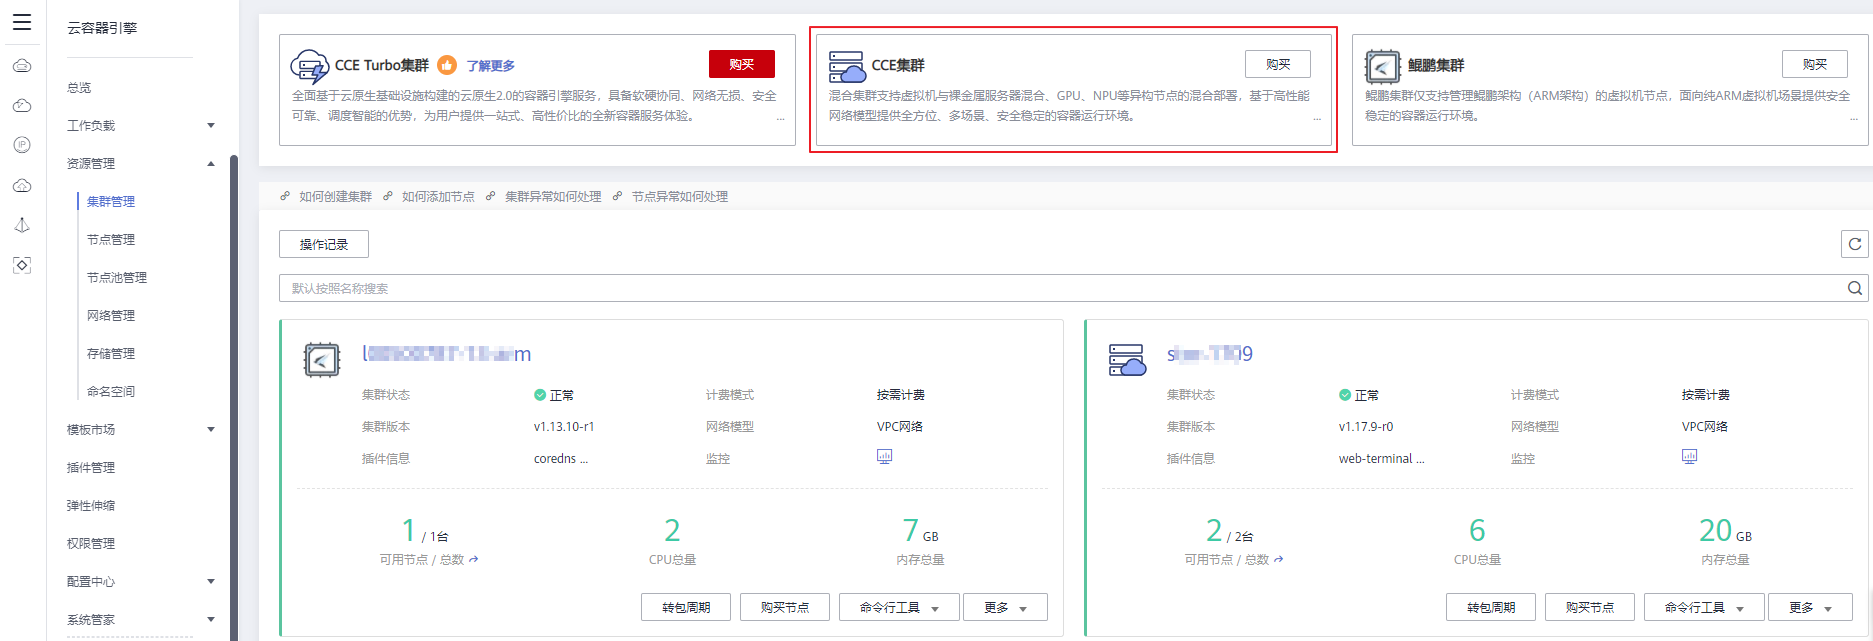 云容器引擎
总览
工作负载
资源管理
集群管理
节点管理
节点池管理
网络管理
存储管理
命名空间
模板市场
插件管理
弹性伸缩
权限管理
配置中心
系统管家
CCE Turbo集群 了解更多 购买
全面基于云原生基础设施构建的云原生2.0的容器引擎服务，具备软硬协同、网络无损、安全
可靠、调度智能的优势，为用户提供一站式、高性价比的全新容器服务体验。 ...
CCE集群 购买
混合集群支持虚拟机与裸金属服务器混合、GPU、NPU等异构节点的混合部署，基于高性能
网络模型提供全方位、多场景、安全稳定的容器运行环境。 ...
鲲鹏集群 购买
鲲鹏集群仅支持管理鲲鹏架构（ARM架构）的虚拟机节点，面向纯ARM虚拟机场景提供安全
稳定的容器运行环境。 ...
如何创建集群 如何添加节点 集群异常如何处理 节点异常如何处理
操作记录
默认按照名称搜索
集群状态 正常 计费模式 按需计费
集群版本 v1.13.10-r1 网络模型 VPC网络
插件信息 coredns ... 监控
1 / 1台 2 7 GB
可用节点 / 总数 CPU总量 内存总量
转包周期 购买节点 命令行工具 更多
集群状态 正常 计费模式 按需计费
集群版本 v1.17.9-r0 网络模型 VPC网络
插件信息 web-terminal ... 监控
2 / 2台 6 20 GB
可用节点 / 总数 CPU总量 内存总量
转包周期 购买节点 命令行工具 更多